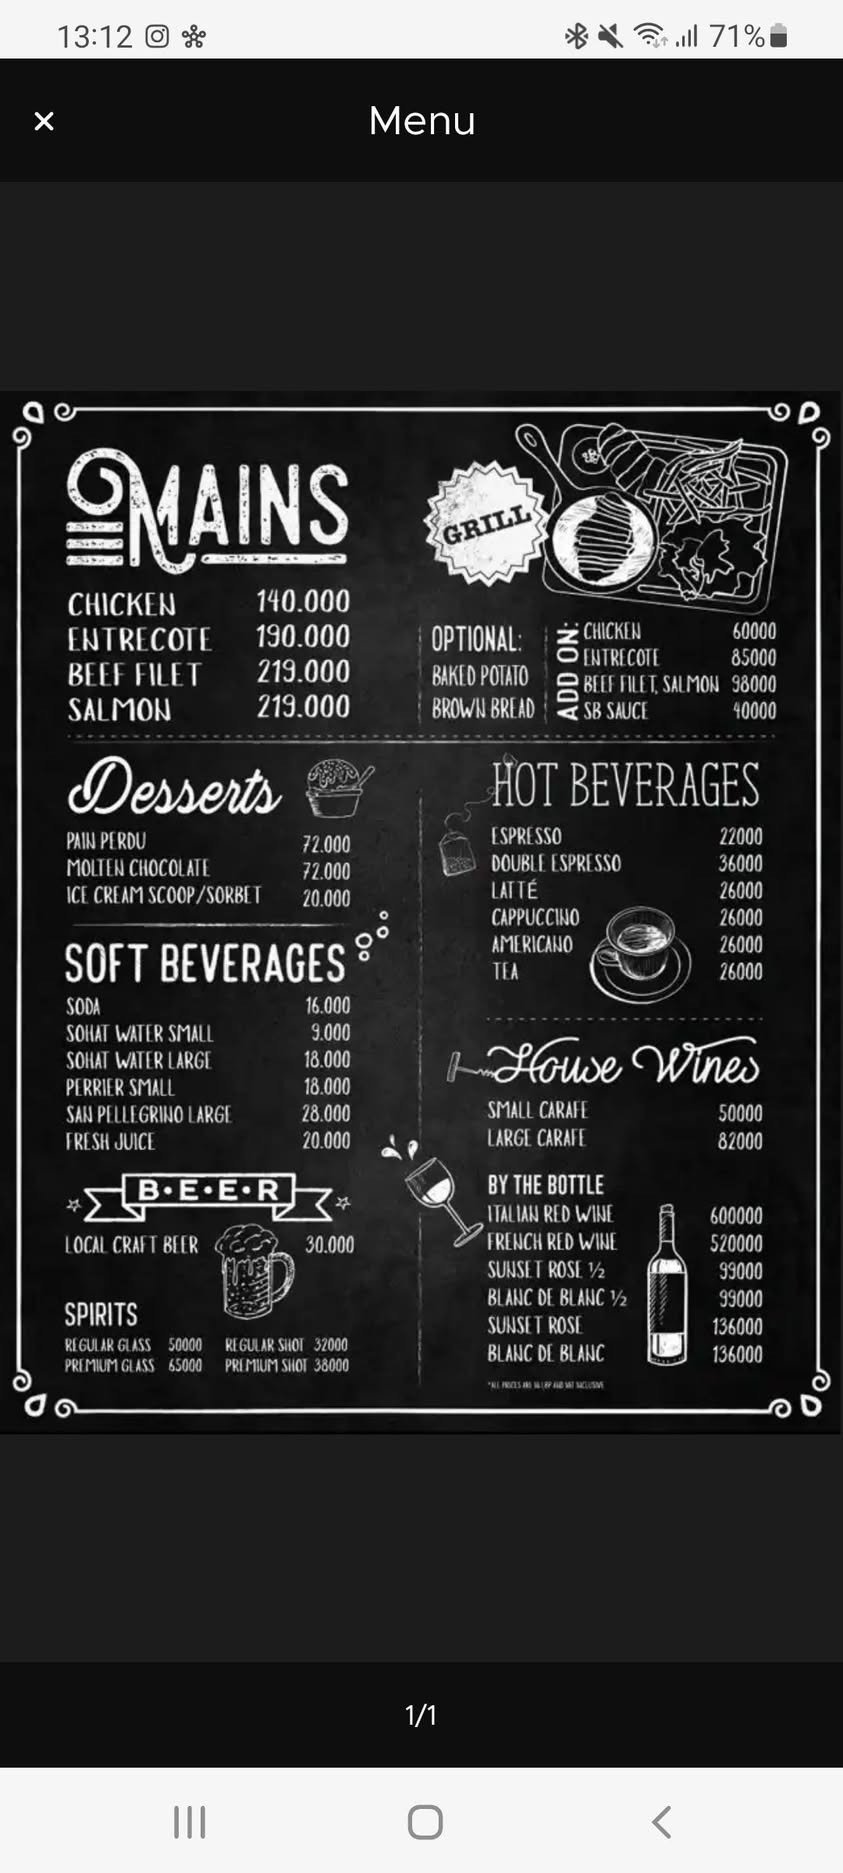 13:12 71%
Menu
MAINS
CHICKEN 140.000
ENTRECOTE 190.000
BEEF FILET 219.000
SALMON 219.000
GRILL
OPTIONAL:
BAKED POTATO
BROWN BREAD
ADD ON:
CHICKEN 60000
ENTRECOTE 85000
BEEF FILET, SALMON 98000
SB SAUCE 40000
Desserts
PAIN PERDU 72.000
MOLTEN CHOCOLATE 72.000
ICE CREAM SCOOP/SORBET 20.000
SOFT BEVERAGES
SODA 16.000
SOHAT WATER SMALL 9.000
SOHAT WATER LARGE 18.000
PERRIER SMALL 18.000
SAN PELLEGRINO LARGE 28.000
FRESH JUICE 20.000
B•E•E•R
LOCAL CRAFT BEER 30.000
SPIRITS
REGULAR GLASS 50000 REGULAR SHOT 32000
PREMIUM GLASS 65000 PREMIUM SHOT 38000
HOT BEVERAGES
ESPRESSO 22000
DOUBLE ESPRESSO 36000
LATTÉ 26000
CAPPUCCINO 26000
AMERICANO 26000
TEA 26000
House Wines
SMALL CARAFE 50000
LARGE CARAFE 82000
BY THE BOTTLE
ITALIAN RED WINE 600000
FRENCH RED WINE 520000
SUNSET ROSE ½ 99000
BLANC DE BLANC ½ 99000
SUNSET ROSE 136000
BLANC DE BLANC 136000
*ALL PRICES ARE IN LBP AND VAT INCLUSIVE
1/1